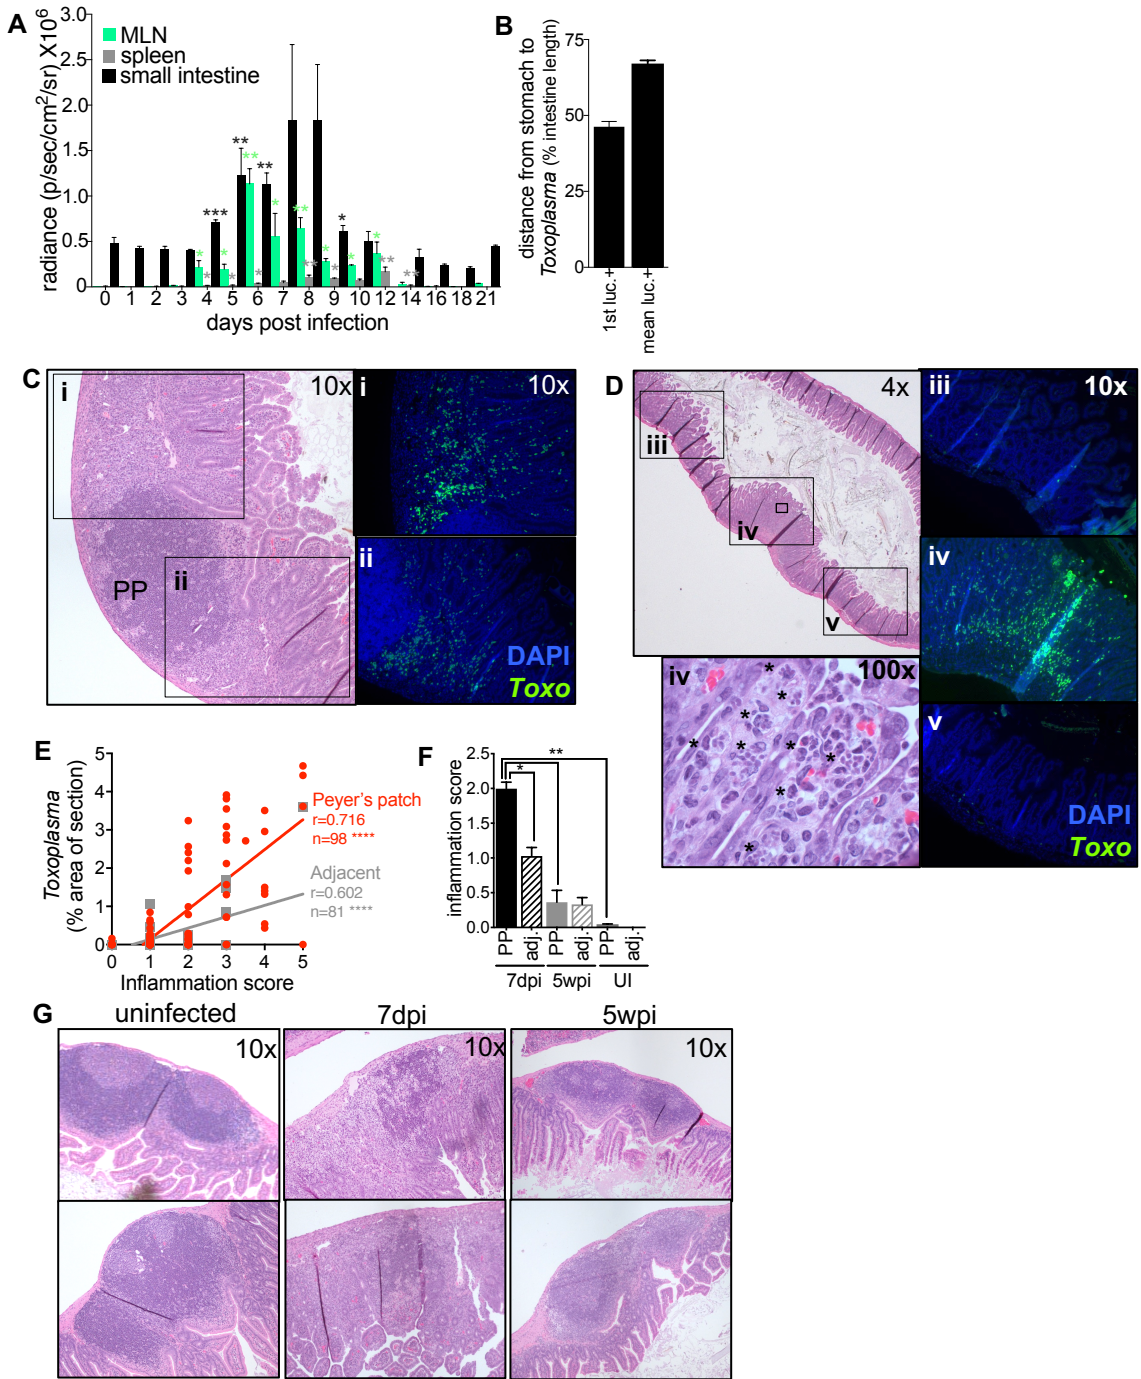 A
radiance (p/sec/cm²/sr) X10⁶
3.0
2.5
2.0
1.5
1.0
0.5
0
MLN
spleen
small intestine
*** ** ** ** * ** * * * * * * * * ** * * ** **
0 1 2 3 4 5 6 7 8 9 10 12 14 16 18 21
days post infection
B
distance from stomach to
Toxoplasma (% intestine length)
75
50
25
0
1st luc.+
mean luc.+
C
i
10x
PP
ii
i
10x
ii
DAPI
Toxo
D
4x
iii
iv
v
iii
10x
iv
iv
100x
* * * * * * * * * *
v
DAPI
Toxo
E
Toxoplasma
(% area of section)
5
4
3
2
1
0
Peyer's patch
r=0.716
n=98 ****
Adjacent
r=0.602
n=81 ****
0 1 2 3 4 5
Inflammation score
F
inflammation score
2.5
2.0
1.5
1.0
0.5
0.0
**
*
PP adj. PP adj. PP adj.
7dpi 5wpi UI
G
uninfected 7dpi 5wpi
10x 10x 10x